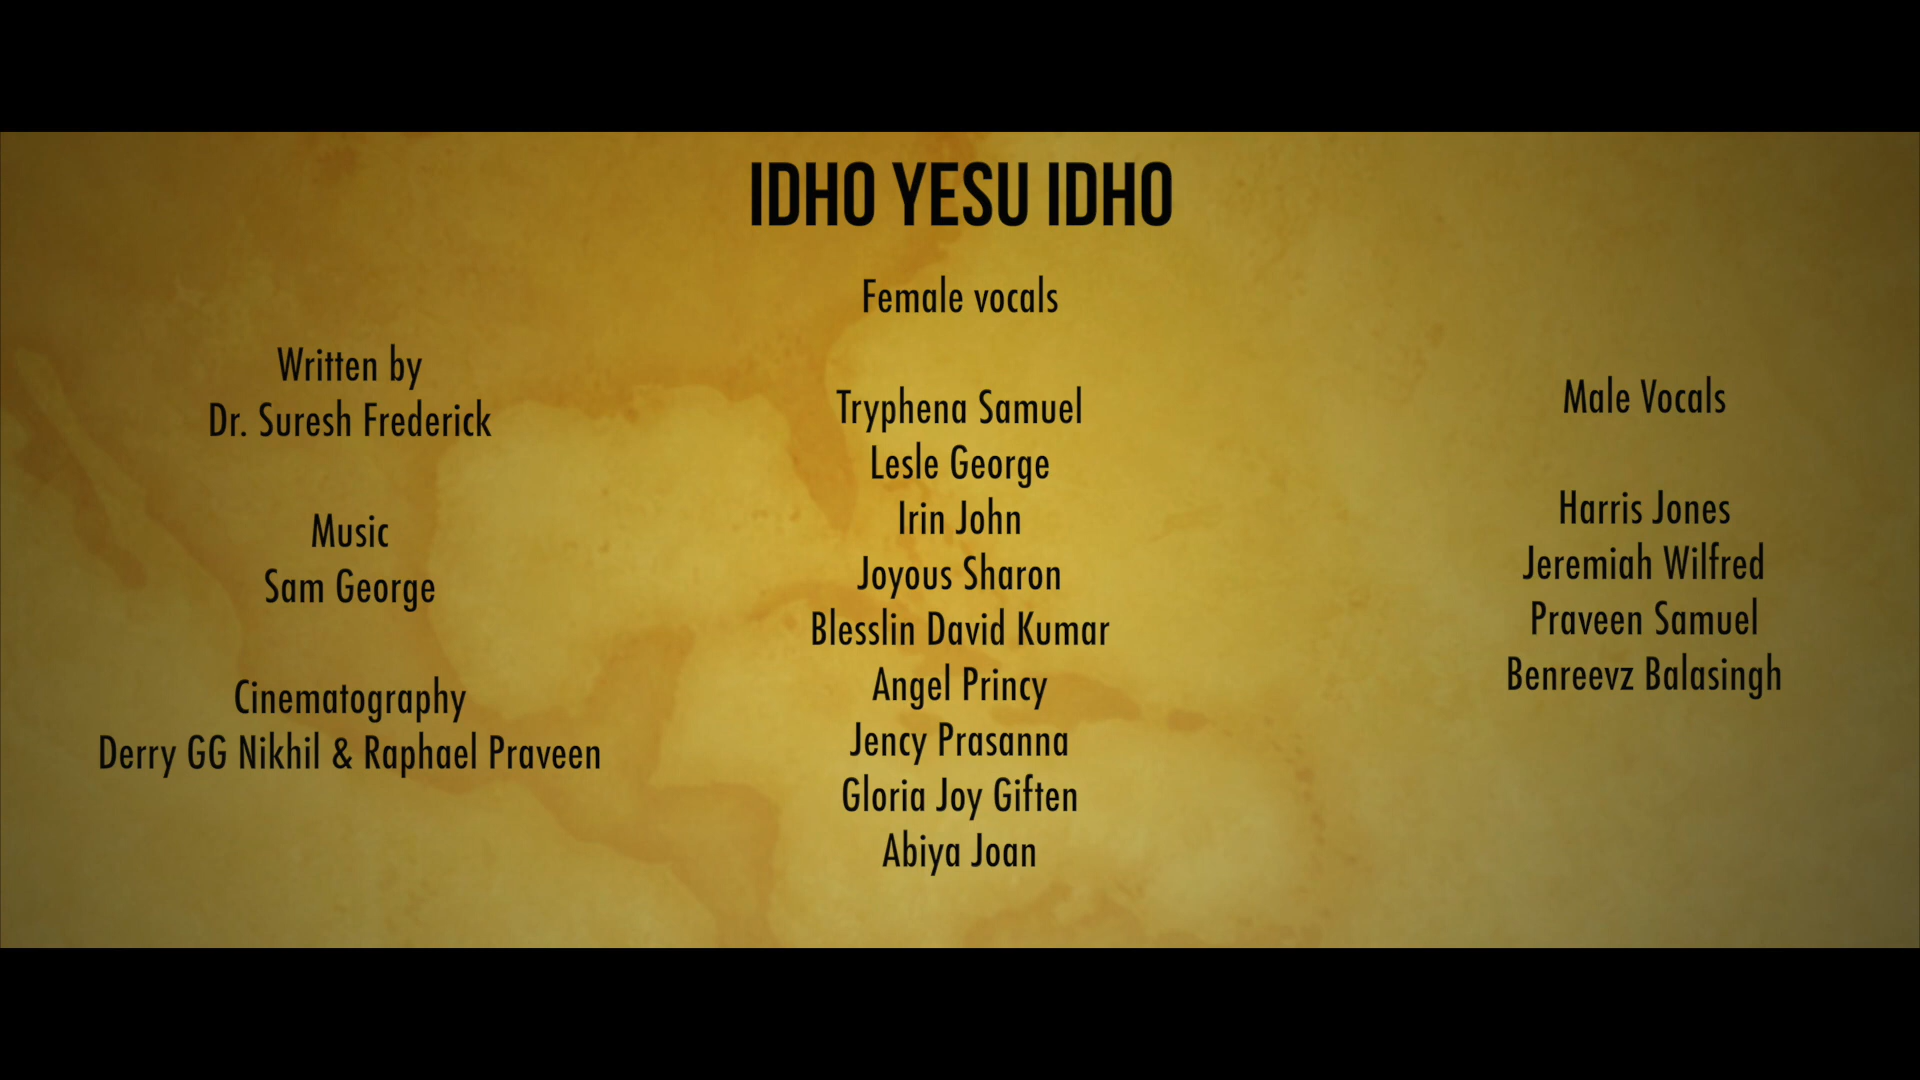 IDHO YESU IDHO
Written by
Dr. Suresh Frederick
Music
Sam George
Cinematography
Derry GG Nikhil & Raphael Praveen
Female vocals
Tryphena Samuel
Lesle George
Irin John
Joyous Sharon
Blesslin David Kumar
Angel Princy
Jency Prasanna
Gloria Joy Giften
Abiya Joan
Male Vocals
Harris Jones
Jeremiah Wilfred
Praveen Samuel
Benreevz Balasingh